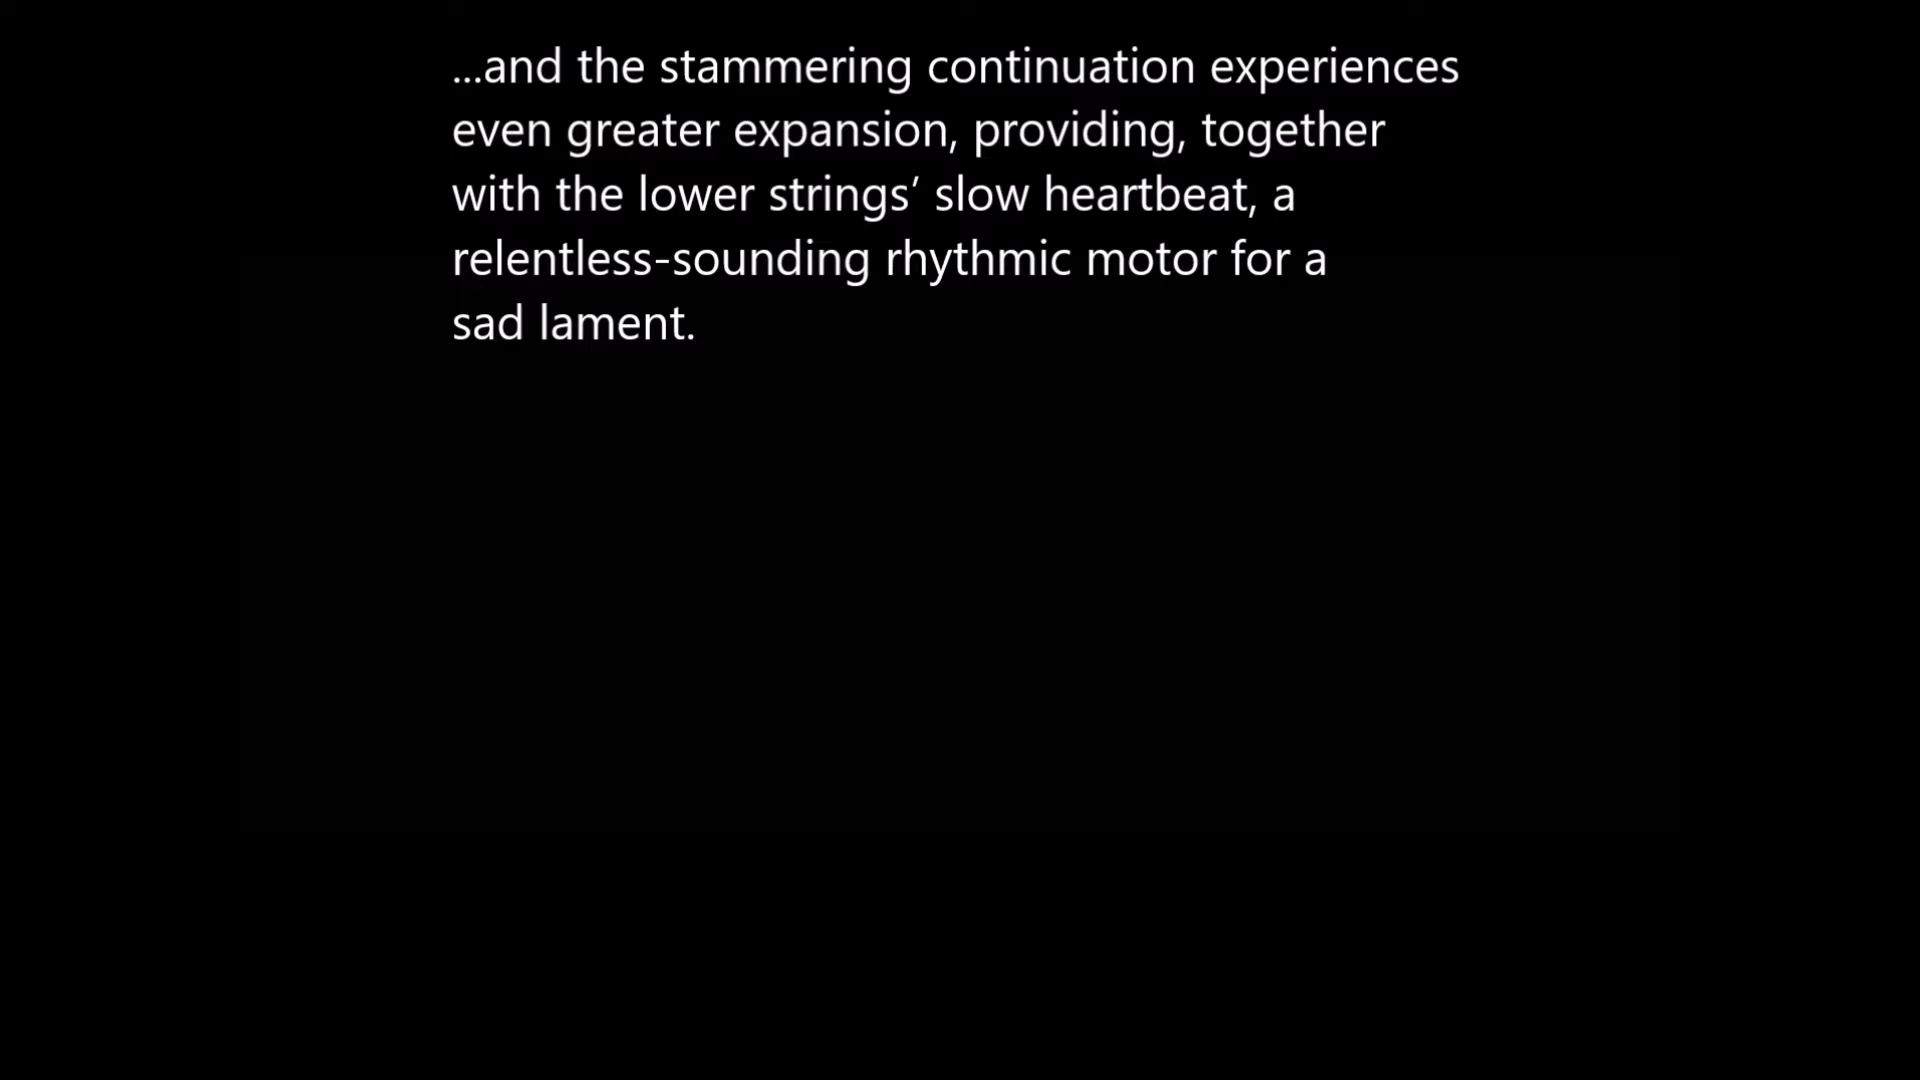 ...and the stammering continuation experiences
even greater expansion, providing, together
with the lower strings’ slow heartbeat, a
relentless-sounding rhythmic motor for a
sad lament.